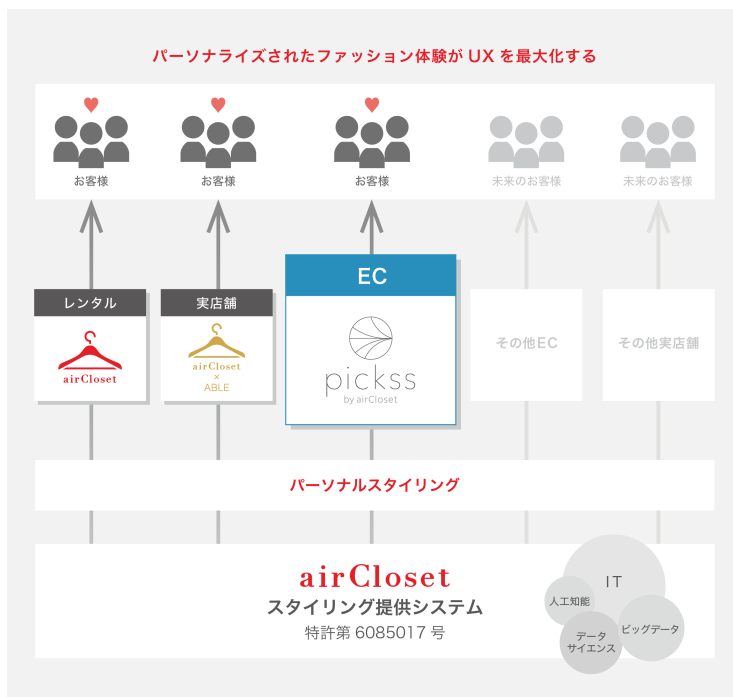 パーソナライズされたファッション体験が UX を最大化する
お客様
お客様
お客様
未来のお客様
未来のお客様
レンタル
airCloset
実店舗
airCloset
×
ABLE
EC
pickss
by airCloset
その他EC
その他実店舗
パーソナルスタイリング
airCloset
スタイリング提供システム
特許第 6085017 号
IT
人工知能
ビッグデータ
データ
サイエンス